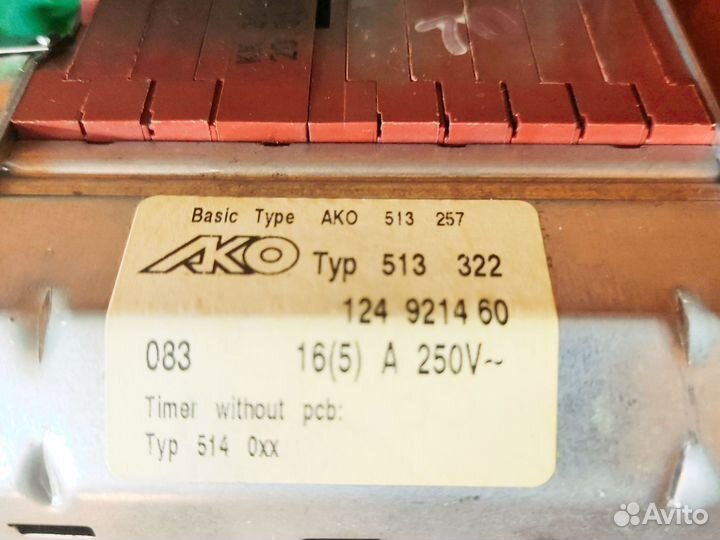 Basic Type AKO 513 257
AKO Typ 513 322
124 9214 60
083 16(5) A 250V~
Timer without pcb:
Typ 514 0xx
Avito